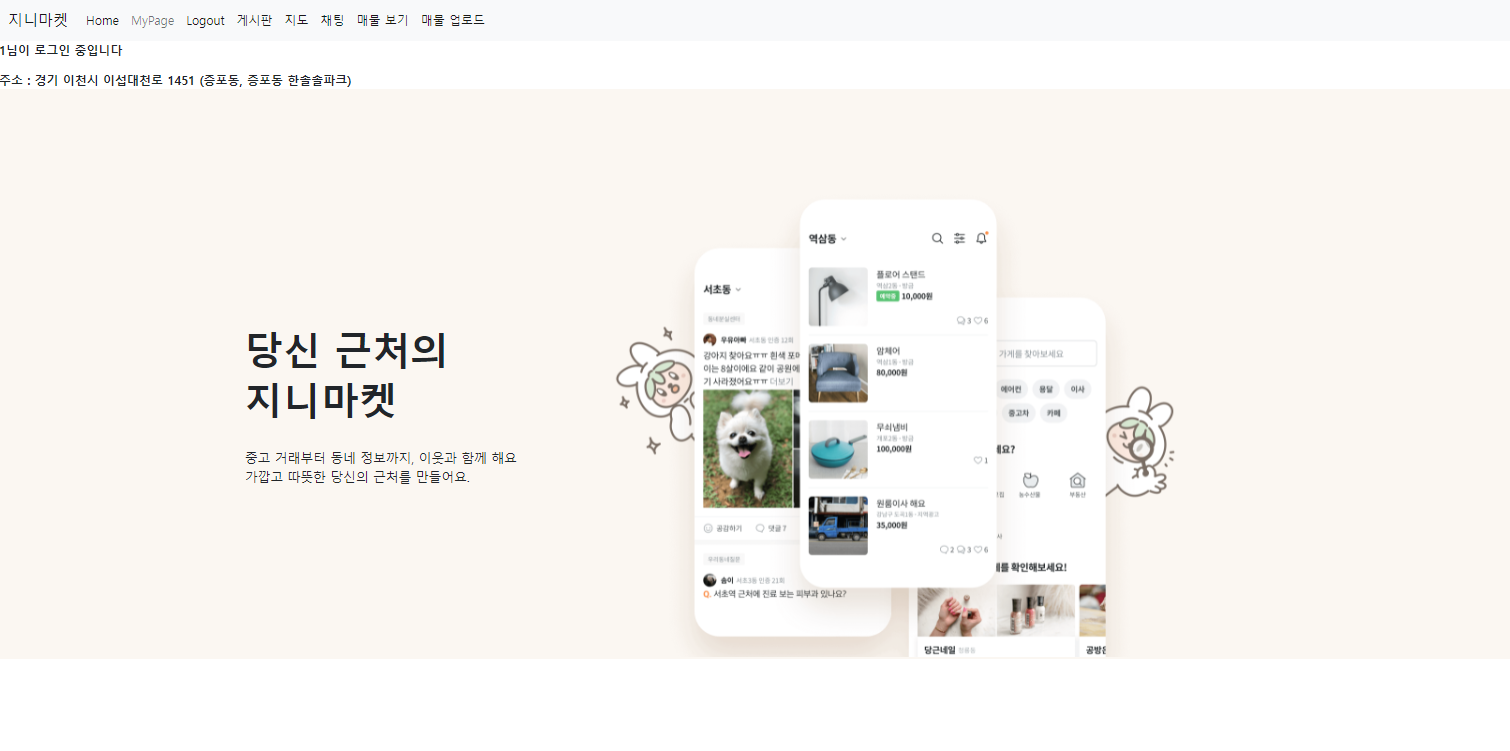 지니마켓 Home MyPage Logout 게시판 지도 채팅 매물 보기 매물 업로드
1님이 로그인 중입니다
주소 : 경기 이천시 이섭대천로 1451 (증포동, 증포동 한솔솔파크)
당신 근처의
지니마켓
중고 거래부터 동네 정보까지, 이웃과 함께 해요
가깝고 따뜻한 당신의 근처를 만들어요.
서초동
동네분실센터
우유아빠 서초동 인증 12회
강아지 찾아요ㅠㅠ 흰색 포메
이는 8살이에요 같이 공원에
기 사라졌어요ㅠㅠ 더보기
공감하기 댓글 7
우리동네질문
솜이 서초3동 인증 21회
Q. 서초역 근처에 진료 보는 피부과 있나요?
역삼동
플로어 스탠드
역삼2동 · 방금
예약중 10,000원
3 6
암체어
역삼1동 · 방금
80,000원
무쇠냄비
개포2동 · 방금
100,000원
1
원룸이사 해요
강남구 도곡1동 · 지역광고
35,000원
2 3 6
가게를 찾아보세요
에어컨 용달 이사
중고차 카페
요?
농수산물 부동산
를 확인해보세요!
당근네일
공방은